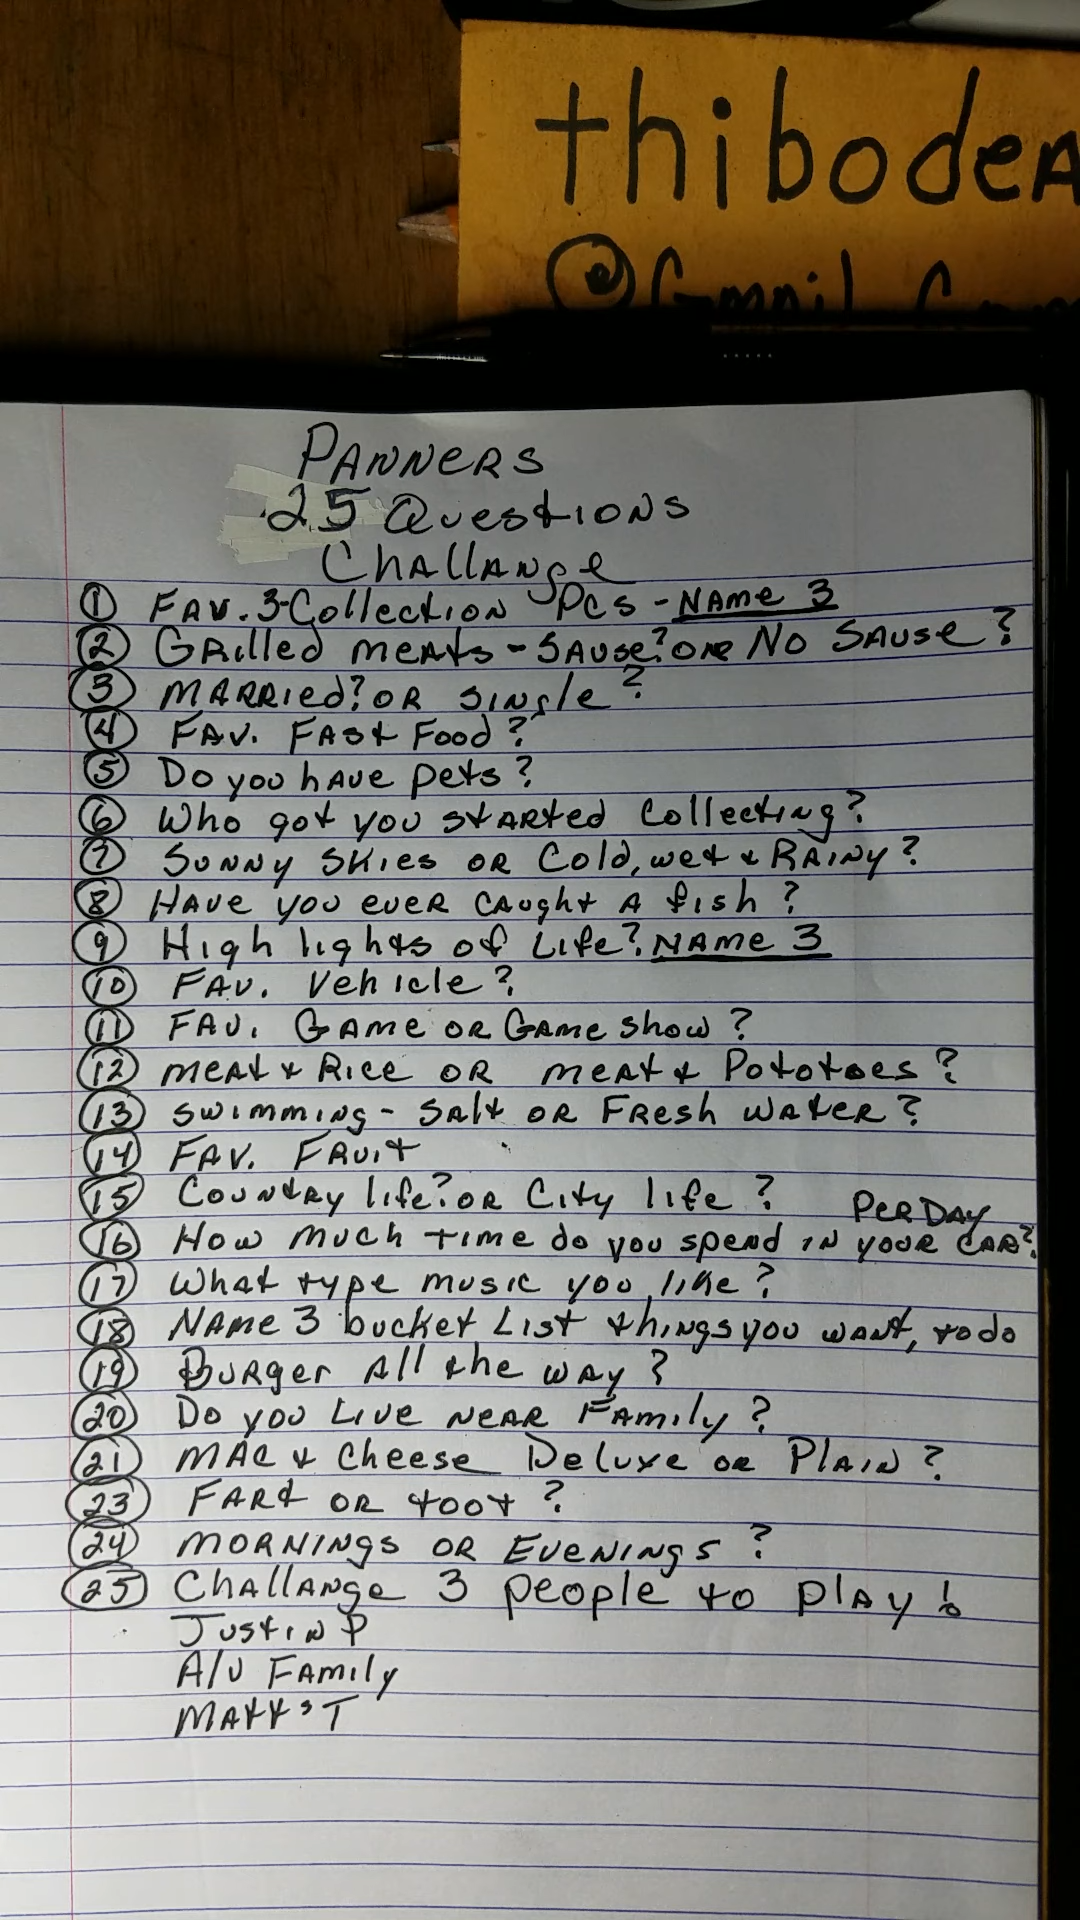 thibodeA
@Gmail.Com
PANNERS
25 Questions
Challange
① FAV. 3-Collection Pcs - NAME 3
② GRilled meats - SAuse? or No SAuse?
③ MARRied? OR single?
④ FAV. FAst Food?
⑤ Do you hAve pets?
⑥ Who got you stARted Collecting?
⑦ Sunny SKies OR Cold, wet & RAINY?
⑧ HAve you eveR CAught A fish?
⑨ High lights of Life? NAME 3
⑩ FAV. Vehicle?
⑪ FAV. GAme OR GAme show?
⑫ meAt & Rice OR meAt & Pototoes?
⑬ swimming - SAlt OR FResh WAter?
⑭ FAV. FRuit
⑮ CountRy life? OR City life?
PeR DAY
⑯ How much time do you spend in youR CAR?
⑰ WhAt type music you like?
⑱ NAme 3 bucket List things you wAnt, to do
⑲ BuRgeR All the wAy?
⑳ Do you Live neAR FAmily?
㉑ MAC & Cheese Deluxe or PlAin?
㉓ FARt OR toot?
㉔ MORNINgs OR EveNINgs?
㉕ ChAllAnge 3 people to plAy!
Justin P
A/U FAmily
MAtt's T